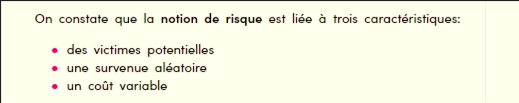 On constate que la notion de risque est liée à trois caractéristiques:
• des victimes potentielles
• une survenue aléatoire
• un coût variable